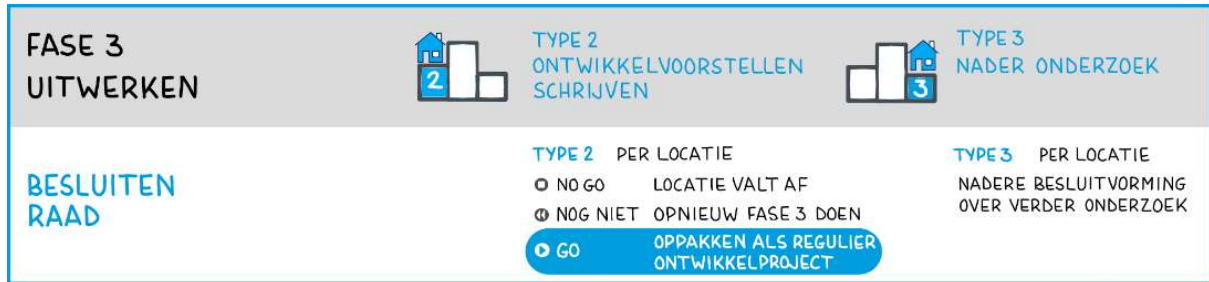 FASE 3
UITWERKEN
2
TYPE 2
ONTWIKKELVOORSTELLEN
SCHRIJVEN
3
TYPE 3
NADER ONDERZOEK
BESLUITEN
RAAD
TYPE 2 PER LOCATIE
NO GO LOCATIE VALT AF
NOG NIET OPNIEUW FASE 3 DOEN
GO OPPAKKEN ALS REGULIER
ONTWIKKELPROJECT
TYPE 3 PER LOCATIE
NADERE BESLUITVORMING
OVER VERDER ONDERZOEK